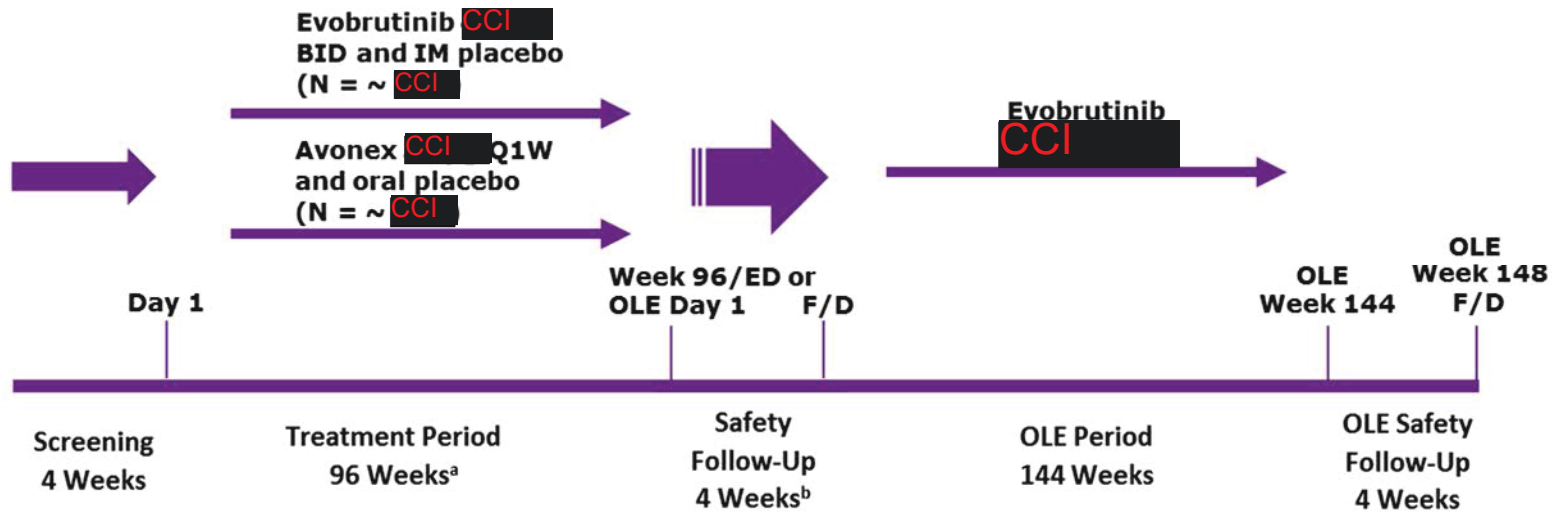 Evobrutinib CCI
BID and IM placebo
(N = ~ CCI )
Avonex CCI Q1W
and oral placebo
(N = ~ CCI )
Evobrutinib
CCI
Day 1
Week 96/ED or
OLE Day 1
F/D
OLE
Week 144
OLE
Week 148
F/D
Screening
4 Weeks
Treatment Period
96 Weeksᵃ
Safety
Follow-Up
4 Weeksᵇ
OLE Period
144 Weeks
OLE Safety
Follow-Up
4 Weeks